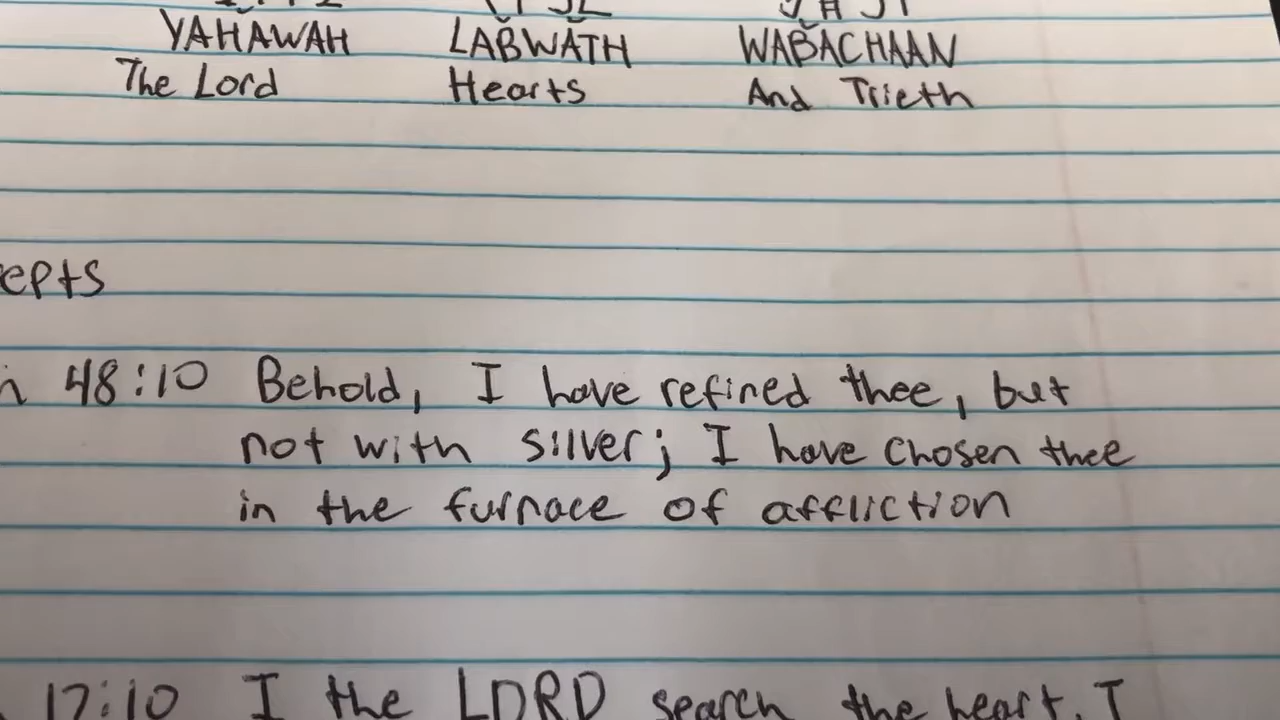 YAHAWAH LABWATH WABACHAAN
The Lord Hearts And Trieth
epts
48:10 Behold, I have refined thee, but
not with silver; I have chosen thee
in the furnace of affliction
17:10 I the LORD search the heart, I